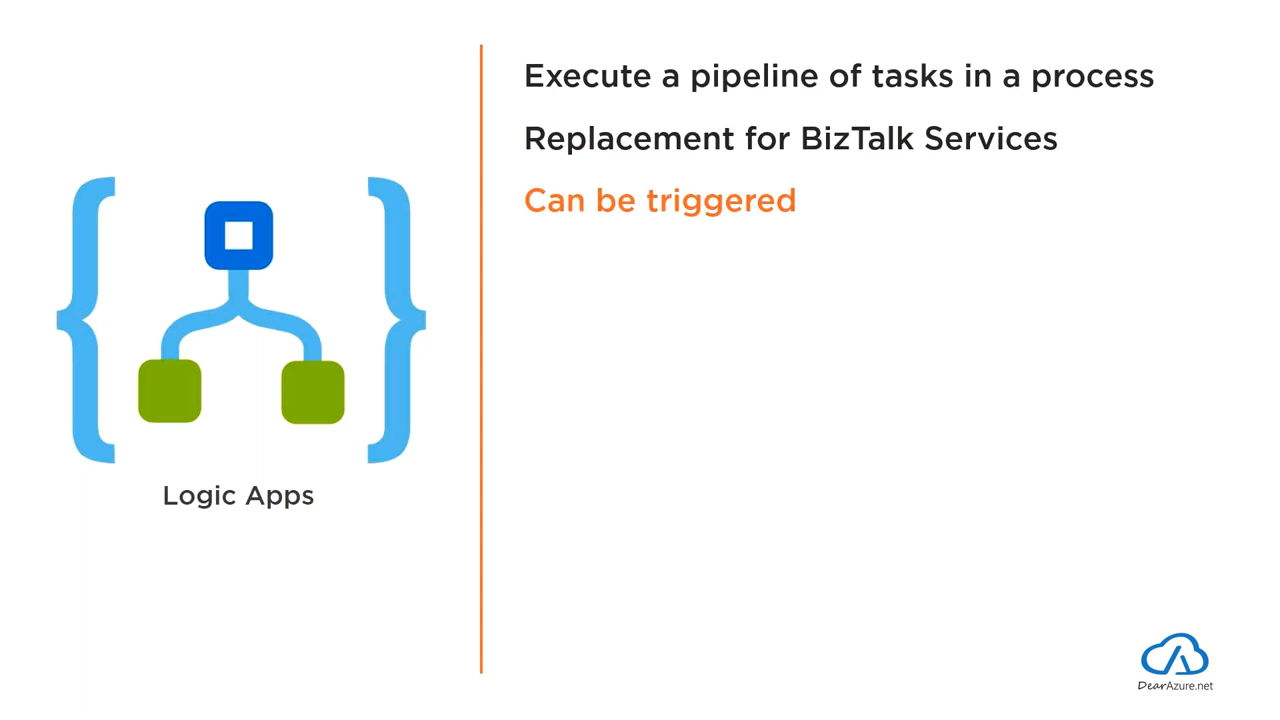 Execute a pipeline of tasks in a process
Replacement for BizTalk Services
Can be triggered
Logic Apps
DearAzure.net